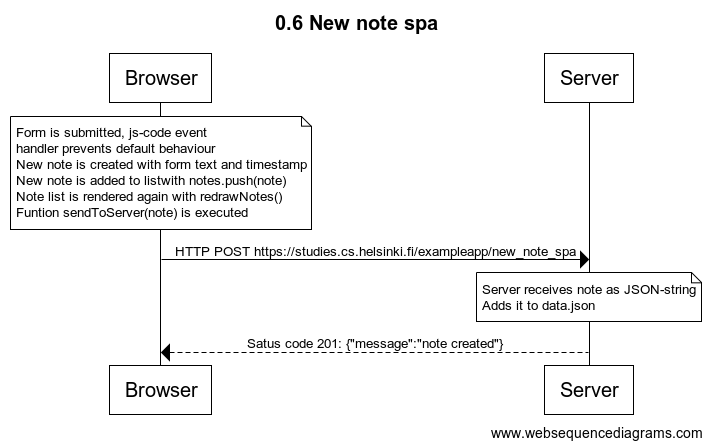 0.6 New note spa
Browser
Server
Form is submitted, js-code event
handler prevents default behaviour
New note is created with form text and timestamp
New note is added to listwith notes.push(note)
Note list is rendered again with redrawNotes()
Funtion sendToServer(note) is executed
HTTP POST https://studies.cs.helsinki.fi/exampleapp/new_note_spa
Server receives note as JSON-string
Adds it to data.json
Satus code 201: {"message":"note created"}
Browser
Server
www.websequencediagrams.com